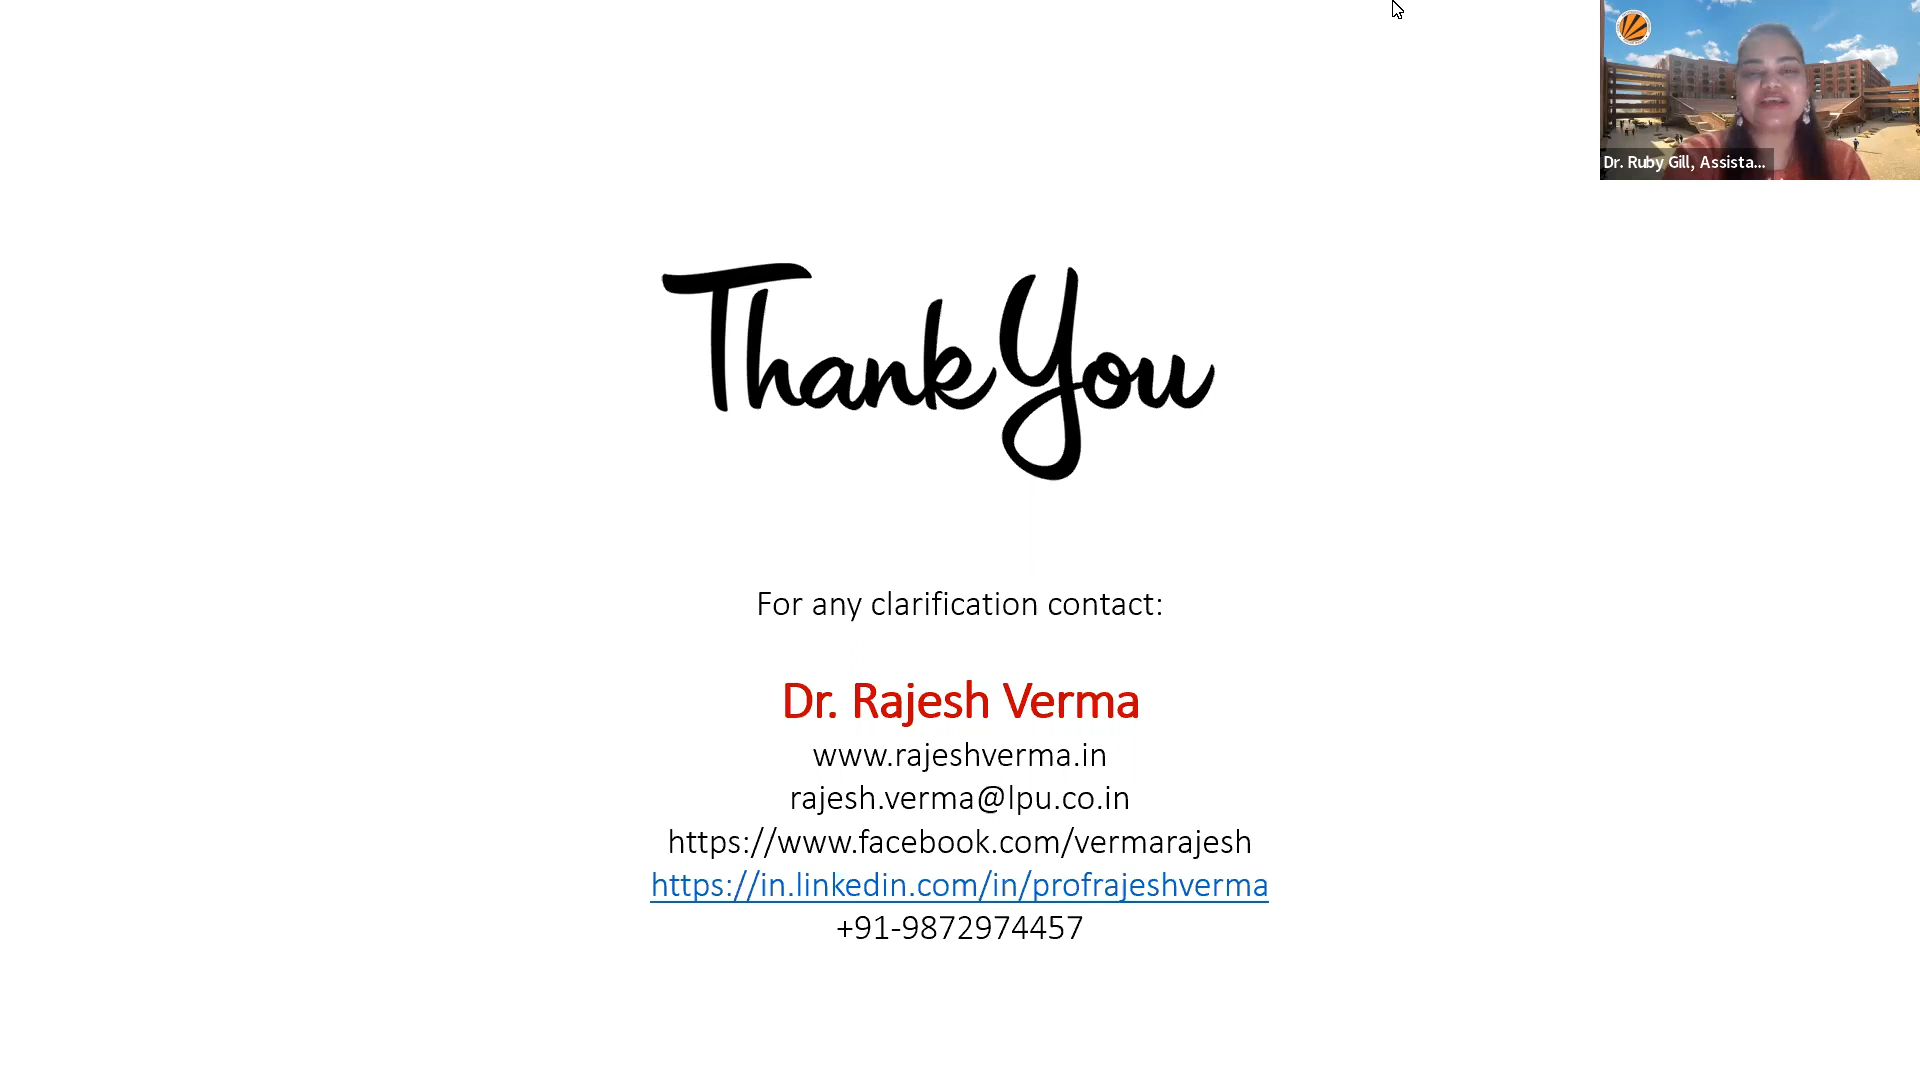 Dr. Ruby Gill, Assista...
Thank You
For any clarification contact:
Dr. Rajesh Verma
www.rajeshverma.in
rajesh.verma@lpu.co.in
https://www.facebook.com/vermarajesh
https://in.linkedin.com/in/profrajeshverma
+91-9872974457